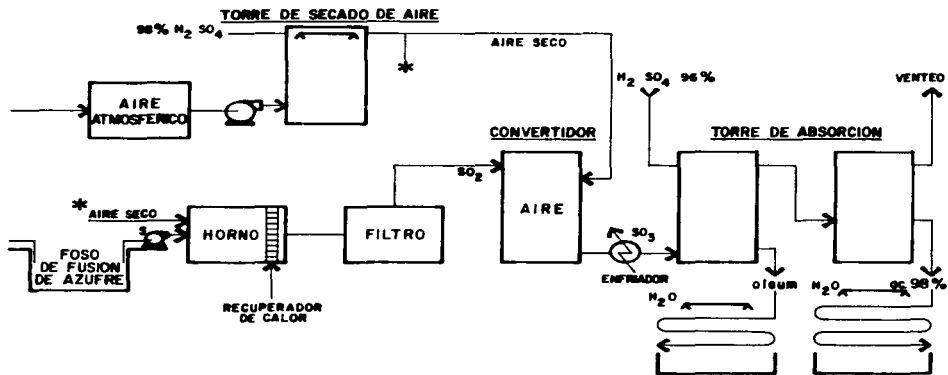 TORRE DE SECADO DE AIRE
98% H₂ SO₄
AIRE SECO
*
AIRE
ATMOSFERICO
H₂ SO₄ 96%
VENTEO
CONVERTIDOR
TORRE DE ABSORCION
SO₂
AIRE
* AIRE SECO
S
HORNO
FILTRO
FOSO
DE FUSION
DE AZUFRE
SO₃
ENFRIADOR
RECUPERADOR
DE CALOR
oleum
ac 98%
H₂O
H₂O